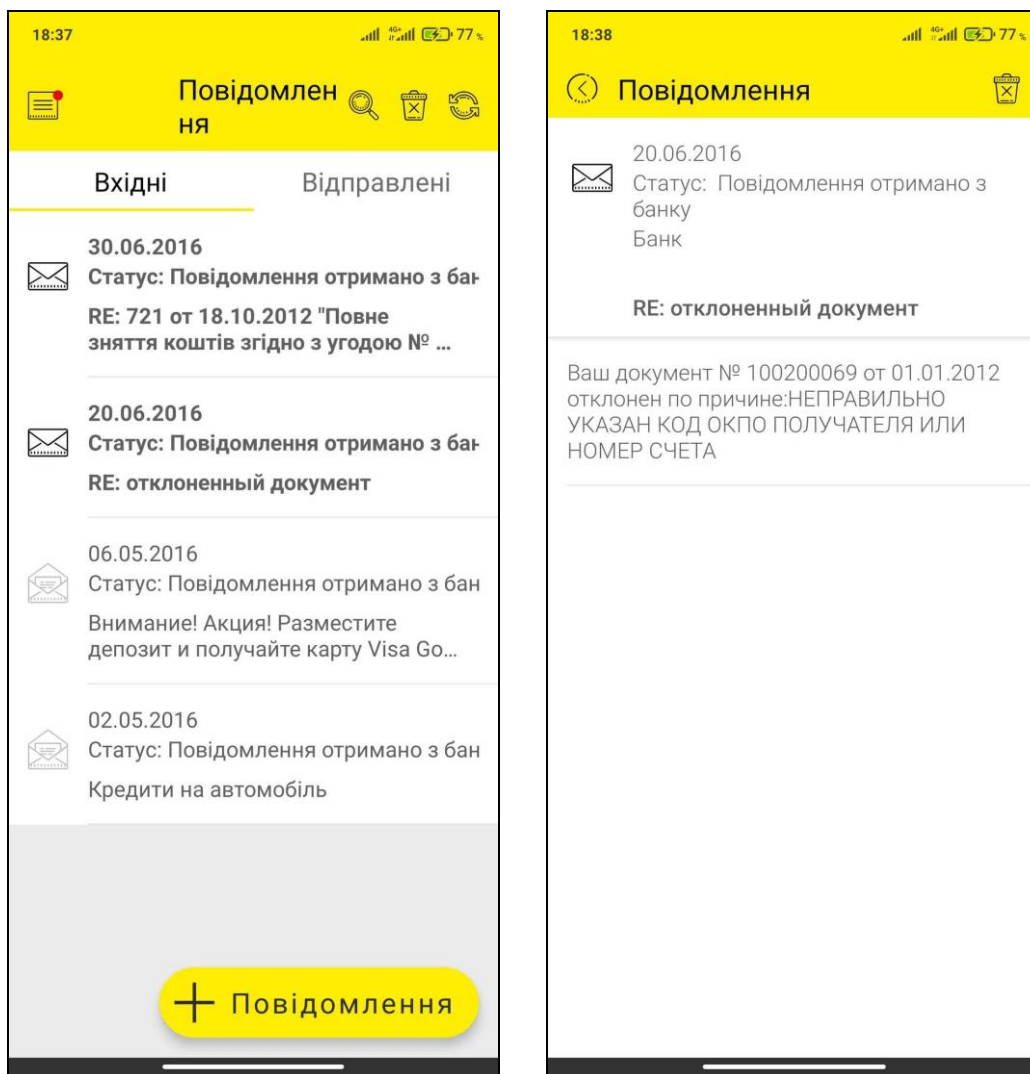 18:37
4G+
77 %
Повідомлен
ня
Вхідні
Відправлені
30.06.2016
Статус: Повідомлення отримано з бан
RE: 721 от 18.10.2012 "Повне
зняття коштів згідно з угодою № ...
20.06.2016
Статус: Повідомлення отримано з бан
RE: отклоненный документ
06.05.2016
Статус: Повідомлення отримано з бан
Внимание! Акция! Разместите
депозит и получайте карту Visa Go...
02.05.2016
Статус: Повідомлення отримано з бан
Кредити на автомобіль
Повідомлення
18:38
4G+
77 %
Повідомлення
20.06.2016
Статус: Повідомлення отримано з
банку
Банк
RE: отклоненный документ
Ваш документ № 100200069 от 01.01.2012
отклонен по причине:НЕПРАВИЛЬНО
УКАЗАН КОД ОКПО ПОЛУЧАТЕЛЯ ИЛИ
НОМЕР СЧЕТА